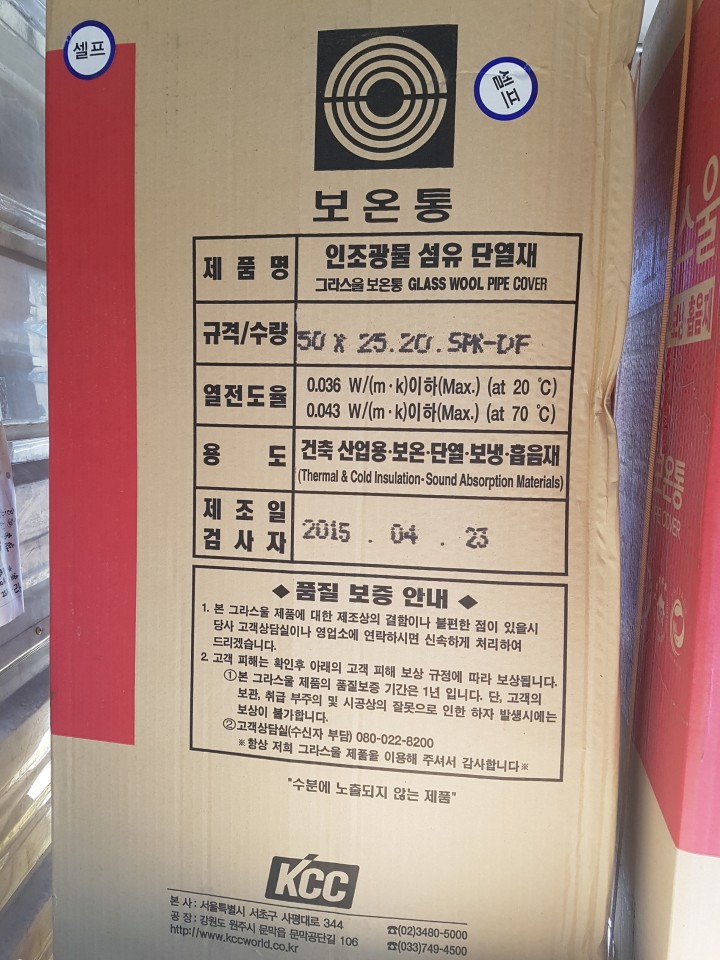 셀프
셀프
보온통
제품명
인조광물 섬유 단열재
그라스울 보온통 GLASS WOOL PIPE COVER
규격/수량
50 X 25.20.SMK-DF
열전도율
0.036 W/(m·k)이하(Max.) (at 20 ℃)
0.043 W/(m·k)이하(Max.) (at 70 ℃)
용 도
건축 산업용·보온·단열·보냉·흡음재
(Thermal & Cold Insulation·Sound Absorption Materials)
제조일
검사자
2015 . 04 . 23
◆ 품질 보증 안내 ◆
1. 본 그라스울 제품에 대한 제조상의 결함이나 불편한 점이 있을시
당사 고객상담실이나 영업소에 연락하시면 신속하게 처리하여
드리겠습니다.
2. 고객 피해는 확인후 아래의 고객 피해 보상 규정에 따라 보상됩니다.
①본 그라스울 제품의 품질보증 기간은 1년 입니다. 단, 고객의
보관, 취급 부주의 및 시공상의 잘못으로 인한 하자 발생시에는
보상이 불가합니다.
②고객상담실(수신자 부담) 080-022-8200
※항상 저희 그라스울 제품을 이용해 주셔서 감사합니다※
"수분에 노출되지 않는 제품"
KCC
본 사 : 서울특별시 서초구 사평대로 344 ☎(02)3480-5000
공 장 : 강원도 원주시 문막읍 문막공단길 106 ☎(033)749-4500
http://www.kccworld.co.kr
스울
흡음재
온통
COVER